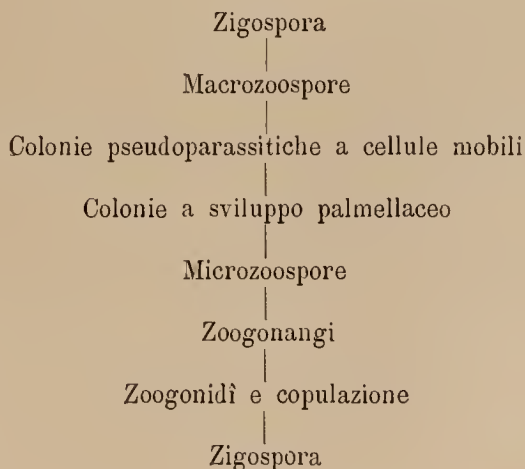 Zigospora
Macrozoospore
Colonie pseudoparassitiche a cellule mobili
Colonie a sviluppo palmellaceo
Microzoospore
Zoogonangi
Zoogonidî e copulazione
Zigospora